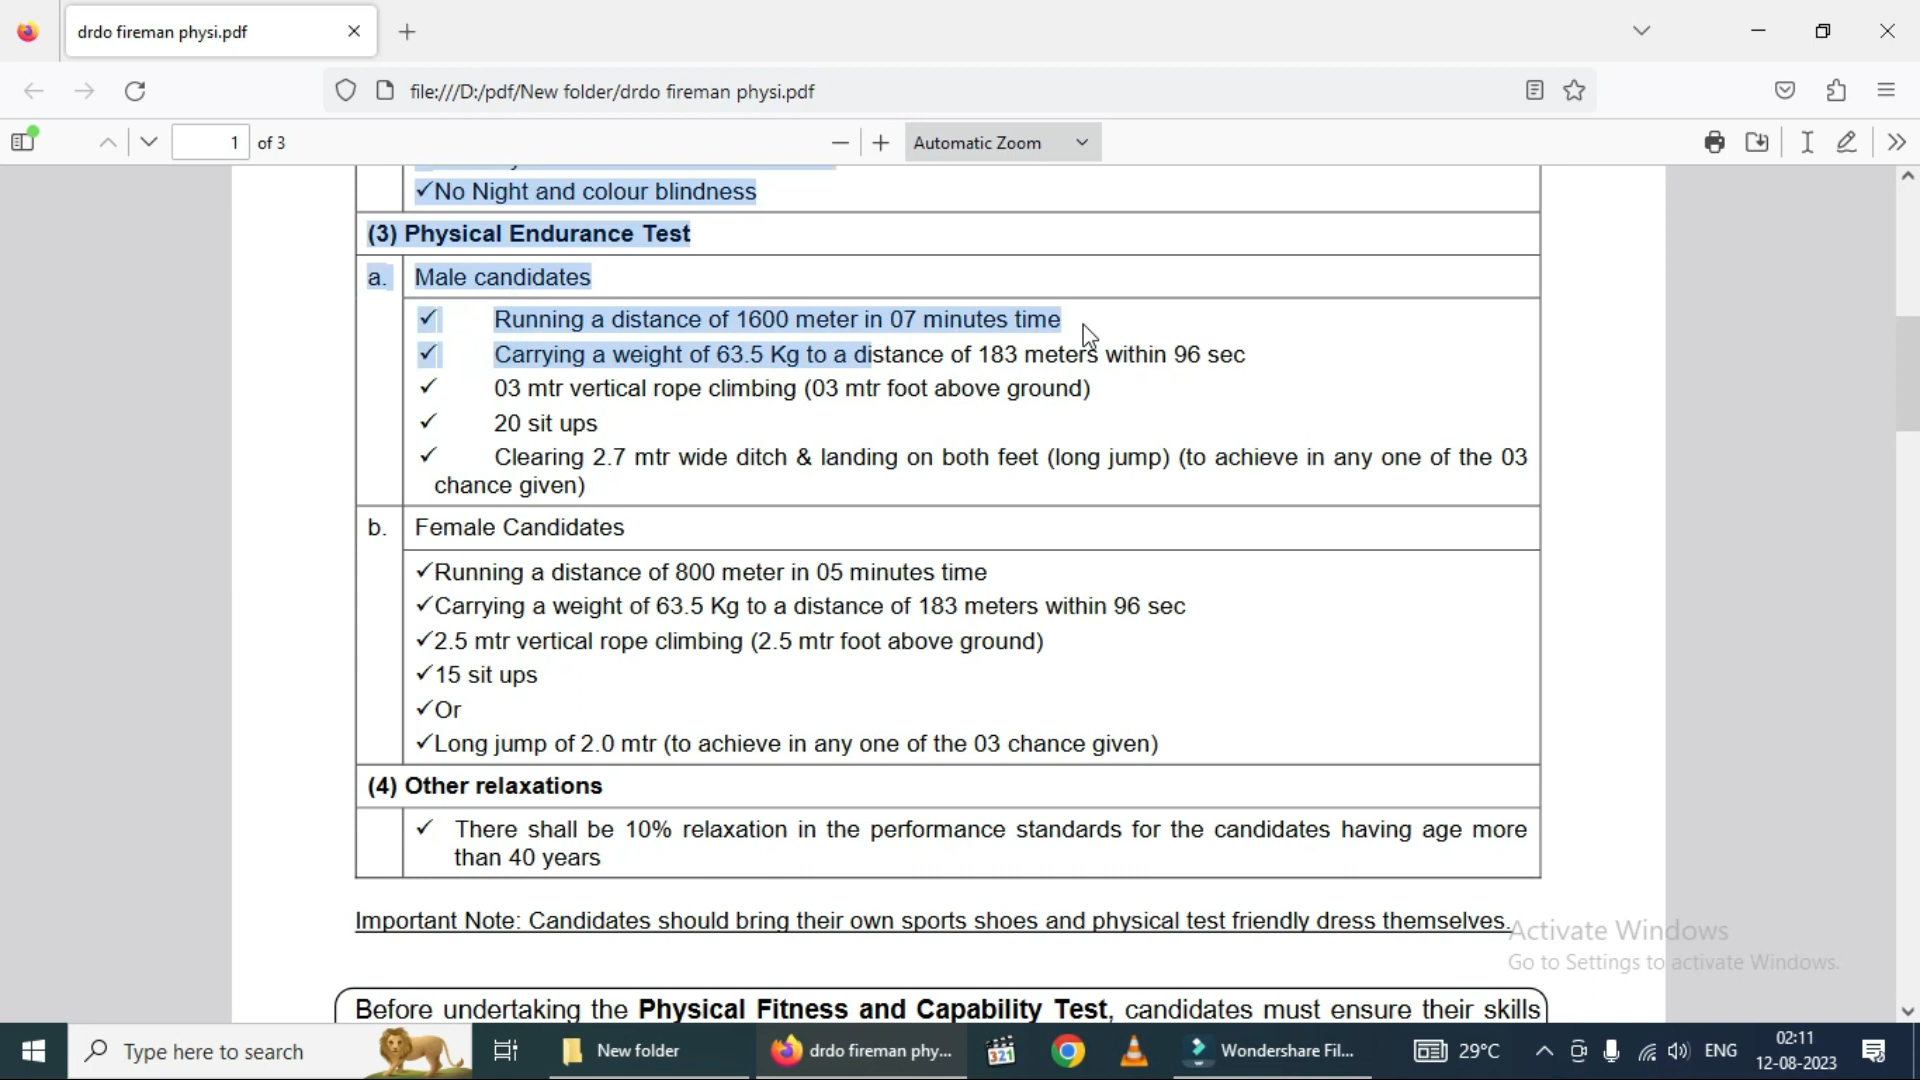 drdo fireman physi.pdf
file:///D:/pdf/New folder/drdo fireman physi.pdf
1 of 3
Automatic Zoom
✓No Night and colour blindness
(3) Physical Endurance Test
a. Male candidates
✓ Running a distance of 1600 meter in 07 minutes time
✓ Carrying a weight of 63.5 Kg to a distance of 183 meters within 96 sec
✓ 03 mtr vertical rope climbing (03 mtr foot above ground)
✓ 20 sit ups
✓ Clearing 2.7 mtr wide ditch & landing on both feet (long jump) (to achieve in any one of the 03
chance given)
b. Female Candidates
✓Running a distance of 800 meter in 05 minutes time
✓Carrying a weight of 63.5 Kg to a distance of 183 meters within 96 sec
✓2.5 mtr vertical rope climbing (2.5 mtr foot above ground)
✓15 sit ups
✓Or
✓Long jump of 2.0 mtr (to achieve in any one of the 03 chance given)
(4) Other relaxations
✓ There shall be 10% relaxation in the performance standards for the candidates having age more
than 40 years
Important Note: Candidates should bring their own sports shoes and physical test friendly dress themselves.
Activate Windows
Go to Settings to activate Windows.
Before undertaking the Physical Fitness and Capability Test, candidates must ensure their skills
Type here to search
New folder
drdo fireman phy...
321
Wondershare Fil...
29°C
ENG
02:11
12-08-2023